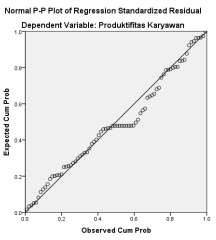 Normal P-P Plot of Regression Standardized Residual
Dependent Variable: Produktifitas Karyawan
Expected Cum Prob
1.0
0.8
0.6
0.4
0.2
0.0
0.0 0.2 0.4 0.6 0.8 1.0
Observed Cum Prob